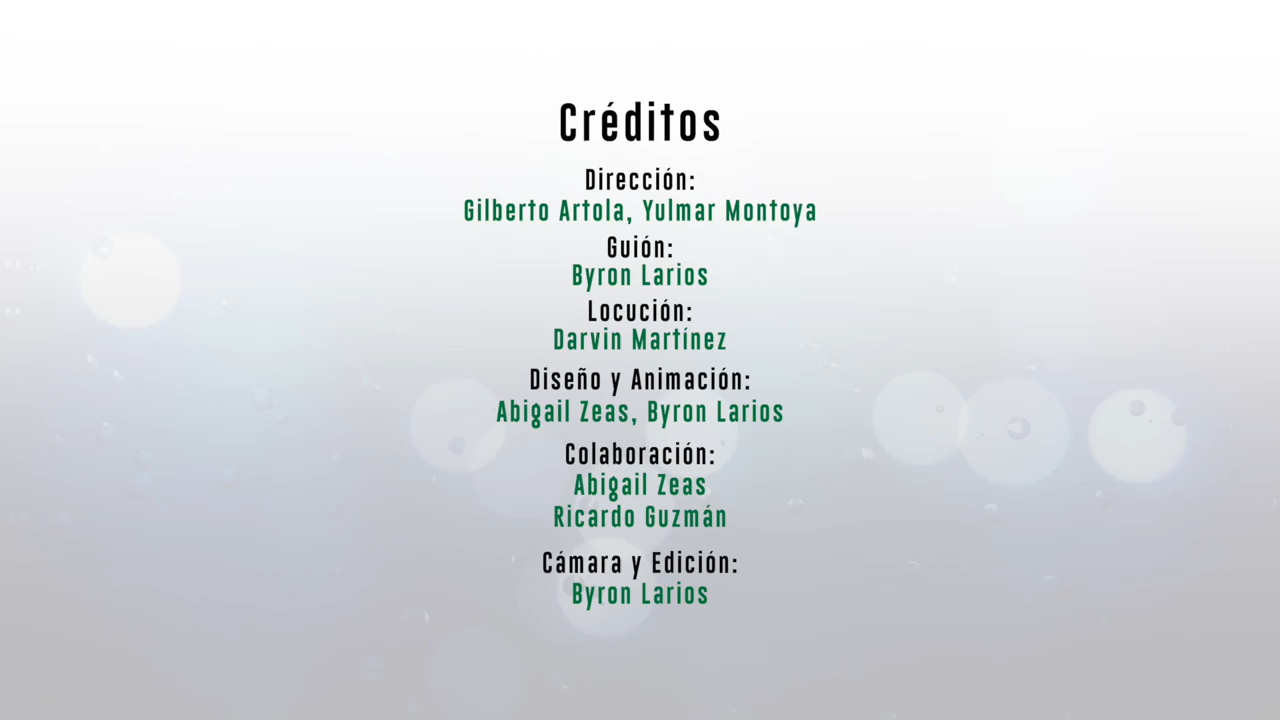 Créditos
Dirección:
Gilberto Artola, Yulmar Montoya
Guión:
Byron Larios
Locución:
Darvin Martínez
Diseño y Animación:
Abigail Zeas, Byron Larios
Colaboración:
Abigail Zeas
Ricardo Guzmán
Cámara y Edición:
Byron Larios